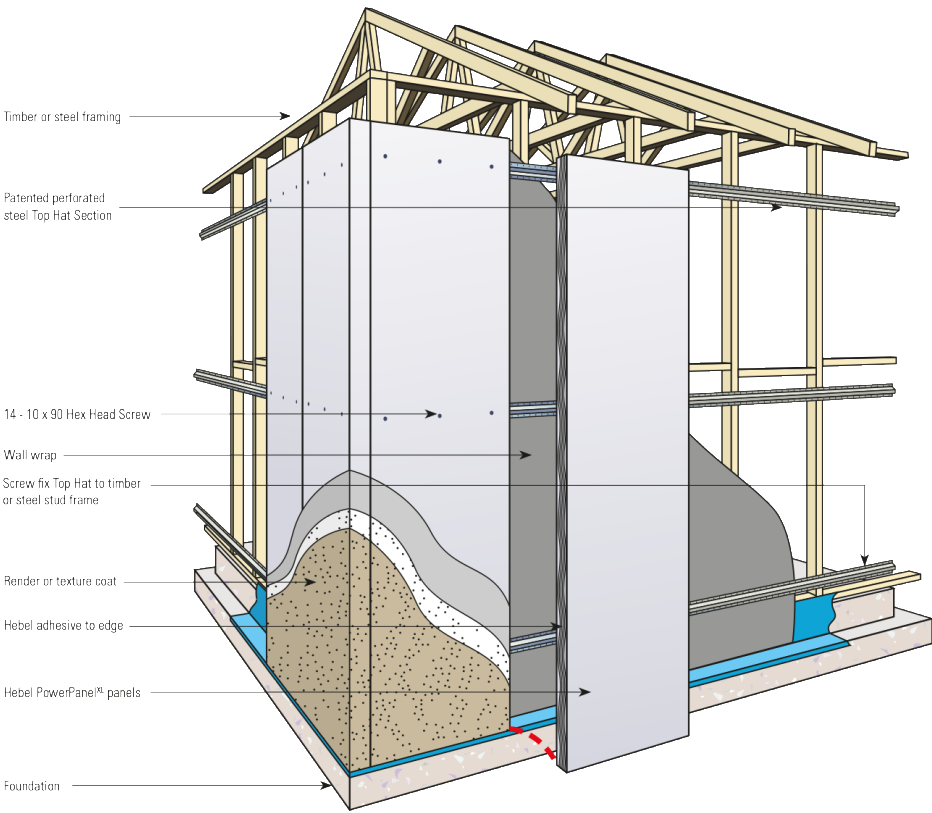 Timber or steel framing
Patented perforated
steel Top Hat Section
14 - 10 x 90 Hex Head Screw
Wall wrap
Screw fix Top Hat to timber
or steel stud frame
Render or texture coat
Hebel adhesive to edge
Hebel PowerPanelXL panels
Foundation